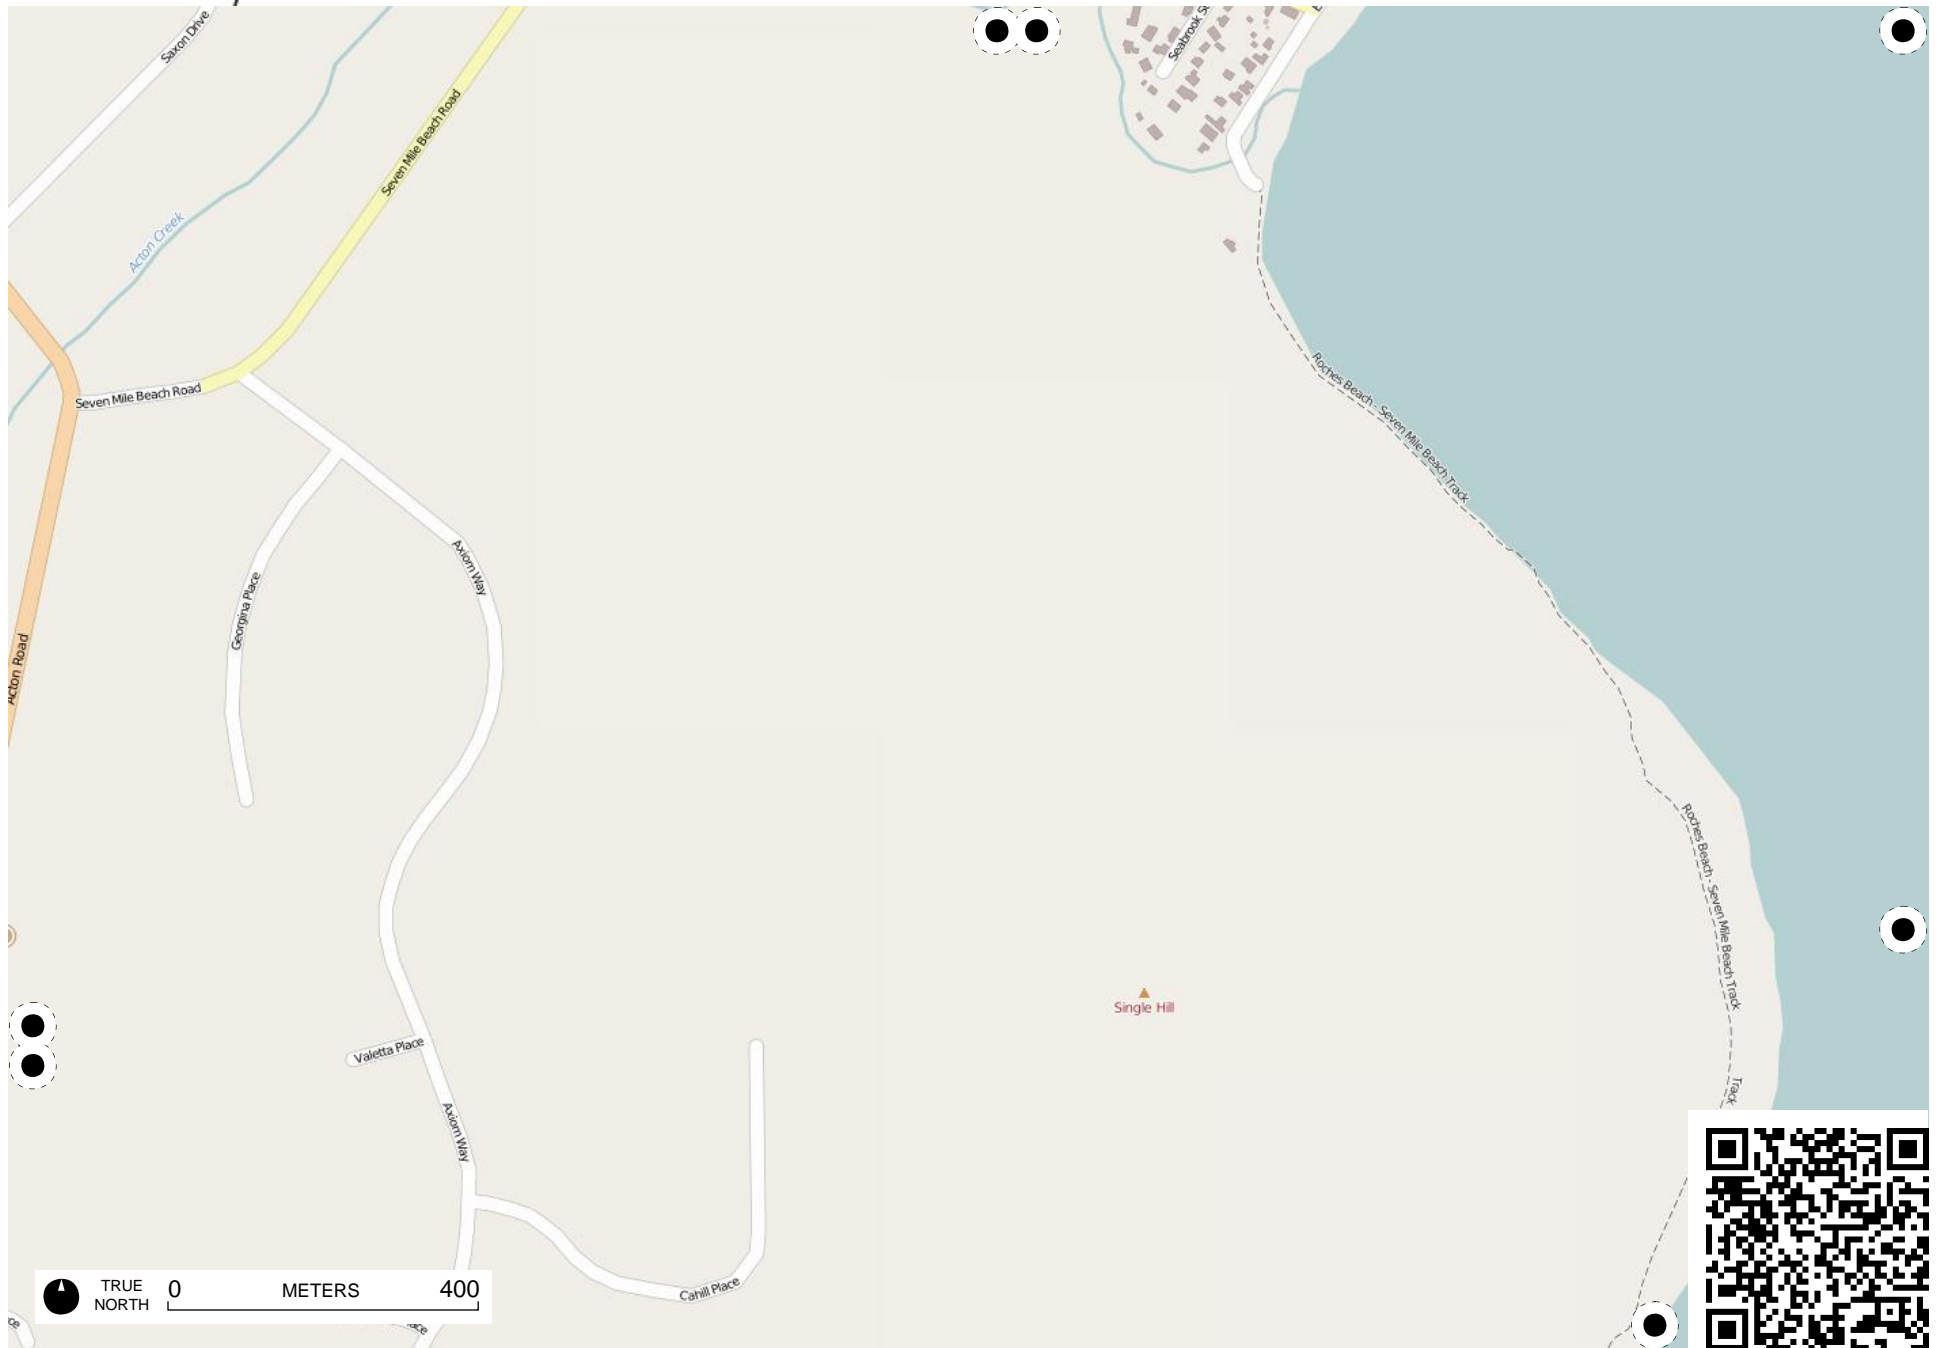 Saxon Drive
Seabrook
Seven Mile Beach Road
Acton Creek
Seven Mile Beach Road
Roches Beach - Seven Mile Beach Track
Axiom Way
Georgina Place
Acton Road
Roches Beach - Seven Mile Beach Track
Single Hill
Valetta Place
Track
Axiom Way
Cahill Place
TRUE
NORTH
0 METERS 400